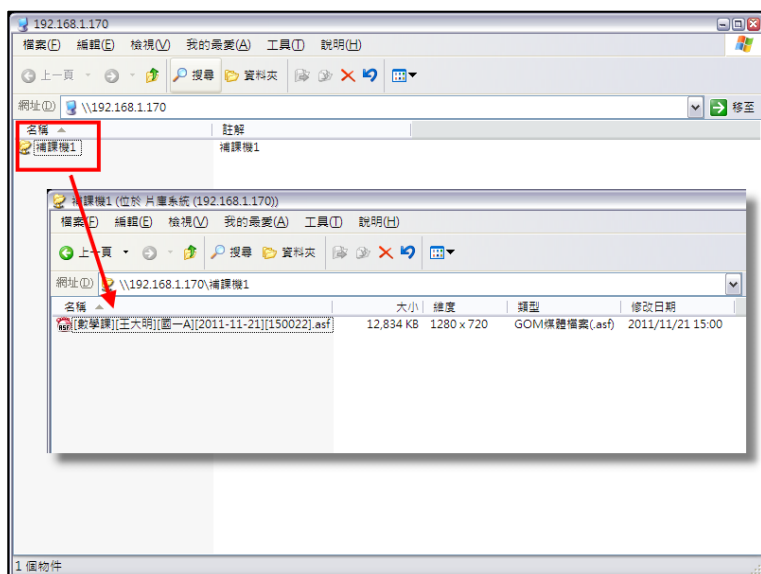 192.168.1.170
檔案(F) 編輯(E) 檢視(V) 我的最愛(A) 工具(T) 說明(H)
上一頁 搜尋 資料夾
網址(D) \\192.168.1.170 移至
名稱 註解
補課機1 補課機1
補課機1 (位於 片庫系統 (192.168.1.170))
檔案(F) 編輯(E) 檢視(V) 我的最愛(A) 工具(T) 說明(H)
上一頁 搜尋 資料夾
網址(D) \\192.168.1.170\補課機1
名稱 大小 維度 類型 修改日期
[數學課][王大明][國一A][2011-11-21][150022].asf 12,834 KB 1280 x 720 GOM媒體檔案(.asf) 2011/11/21 15:00
1 個物件